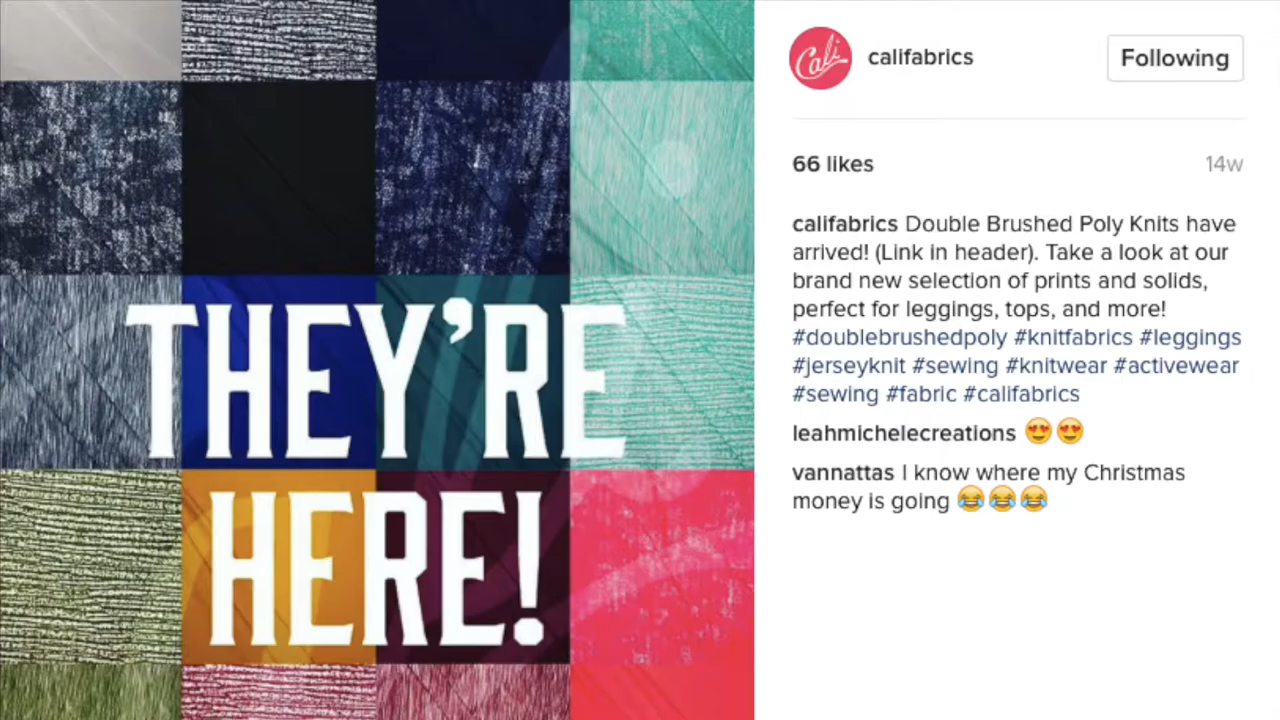 THEY'RE
HERE!
Cali
califabrics
Following
66 likes
14w
califabrics Double Brushed Poly Knits have
arrived! (Link in header). Take a look at our
brand new selection of prints and solids,
perfect for leggings, tops, and more!
#doublebrushedpoly #knitfabrics #leggings
#jerseyknit #sewing #knitwear #activewear
#sewing #fabric #califabrics
leahmichelecreations 😍😍
vannattas I know where my Christmas
money is going 😂😂😂